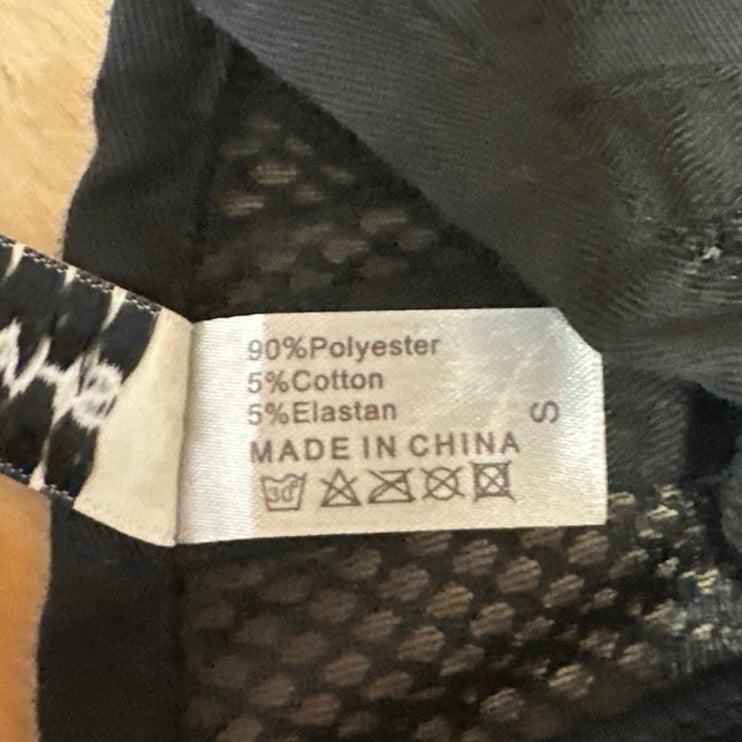 90%Polyester
5%Cotton
5%Elastan
S
MADE IN CHINA
30